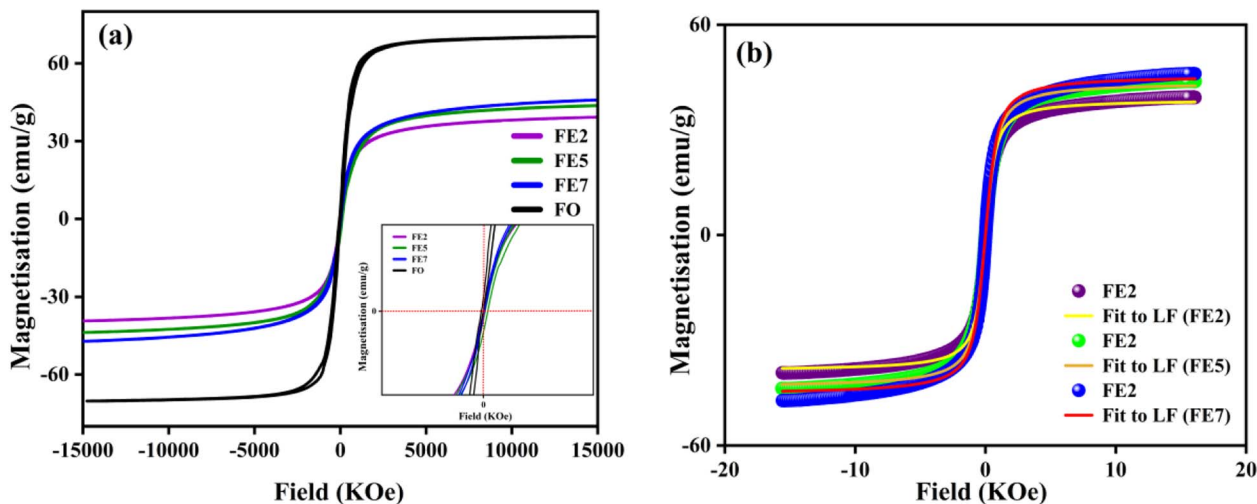 (a)
Magnetisation (emu/g)
60
30
0
-30
-60
-15000 -10000 -5000 0 5000 10000 15000
Field (KOe)
FE2
FE5
FE7
FO
FE2
FE5
FE7
FO
Magnetisation (emu/g)
0
0
Field (KOe)
(b)
Magnetisation (emu/g)
60
0
-60
-20 -10 0 10 20
Field (KOe)
FE2
Fit to LF (FE2)
FE2
Fit to LF (FE5)
FE2
Fit to LF (FE7)